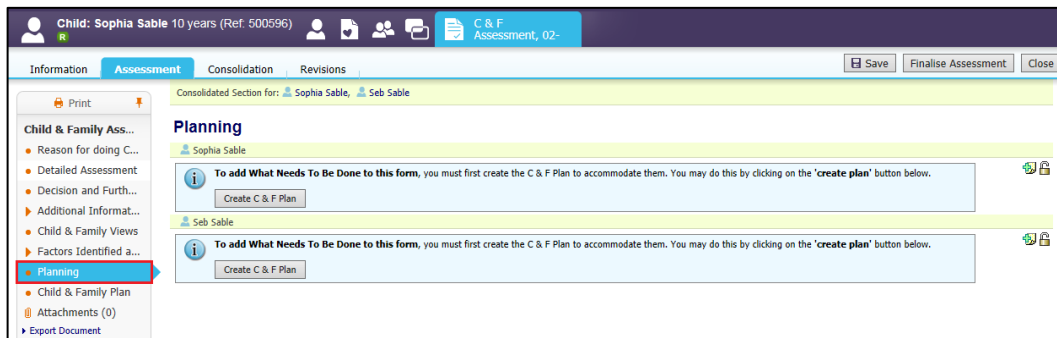 Child: Sophia Sable 10 years (Ref: 500596)
R
C & F
Assessment, 02-
Information
Assessment
Consolidation
Revisions
Save
Finalise Assessment
Close
Print
Consolidated Section for: Sophia Sable, Seb Sable
Child & Family Ass...
Reason for doing C...
Detailed Assessment
Decision and Furth...
Additional Informat...
Child & Family Views
Factors Identified a...
Planning
Child & Family Plan
Attachments (0)
Export Document
Planning
Sophia Sable
To add What Needs To Be Done to this form, you must first create the C & F Plan to accommodate them. You may do this by clicking on the 'create plan' button below.
Create C & F Plan
Seb Sable
To add What Needs To Be Done to this form, you must first create the C & F Plan to accommodate them. You may do this by clicking on the 'create plan' button below.
Create C & F Plan